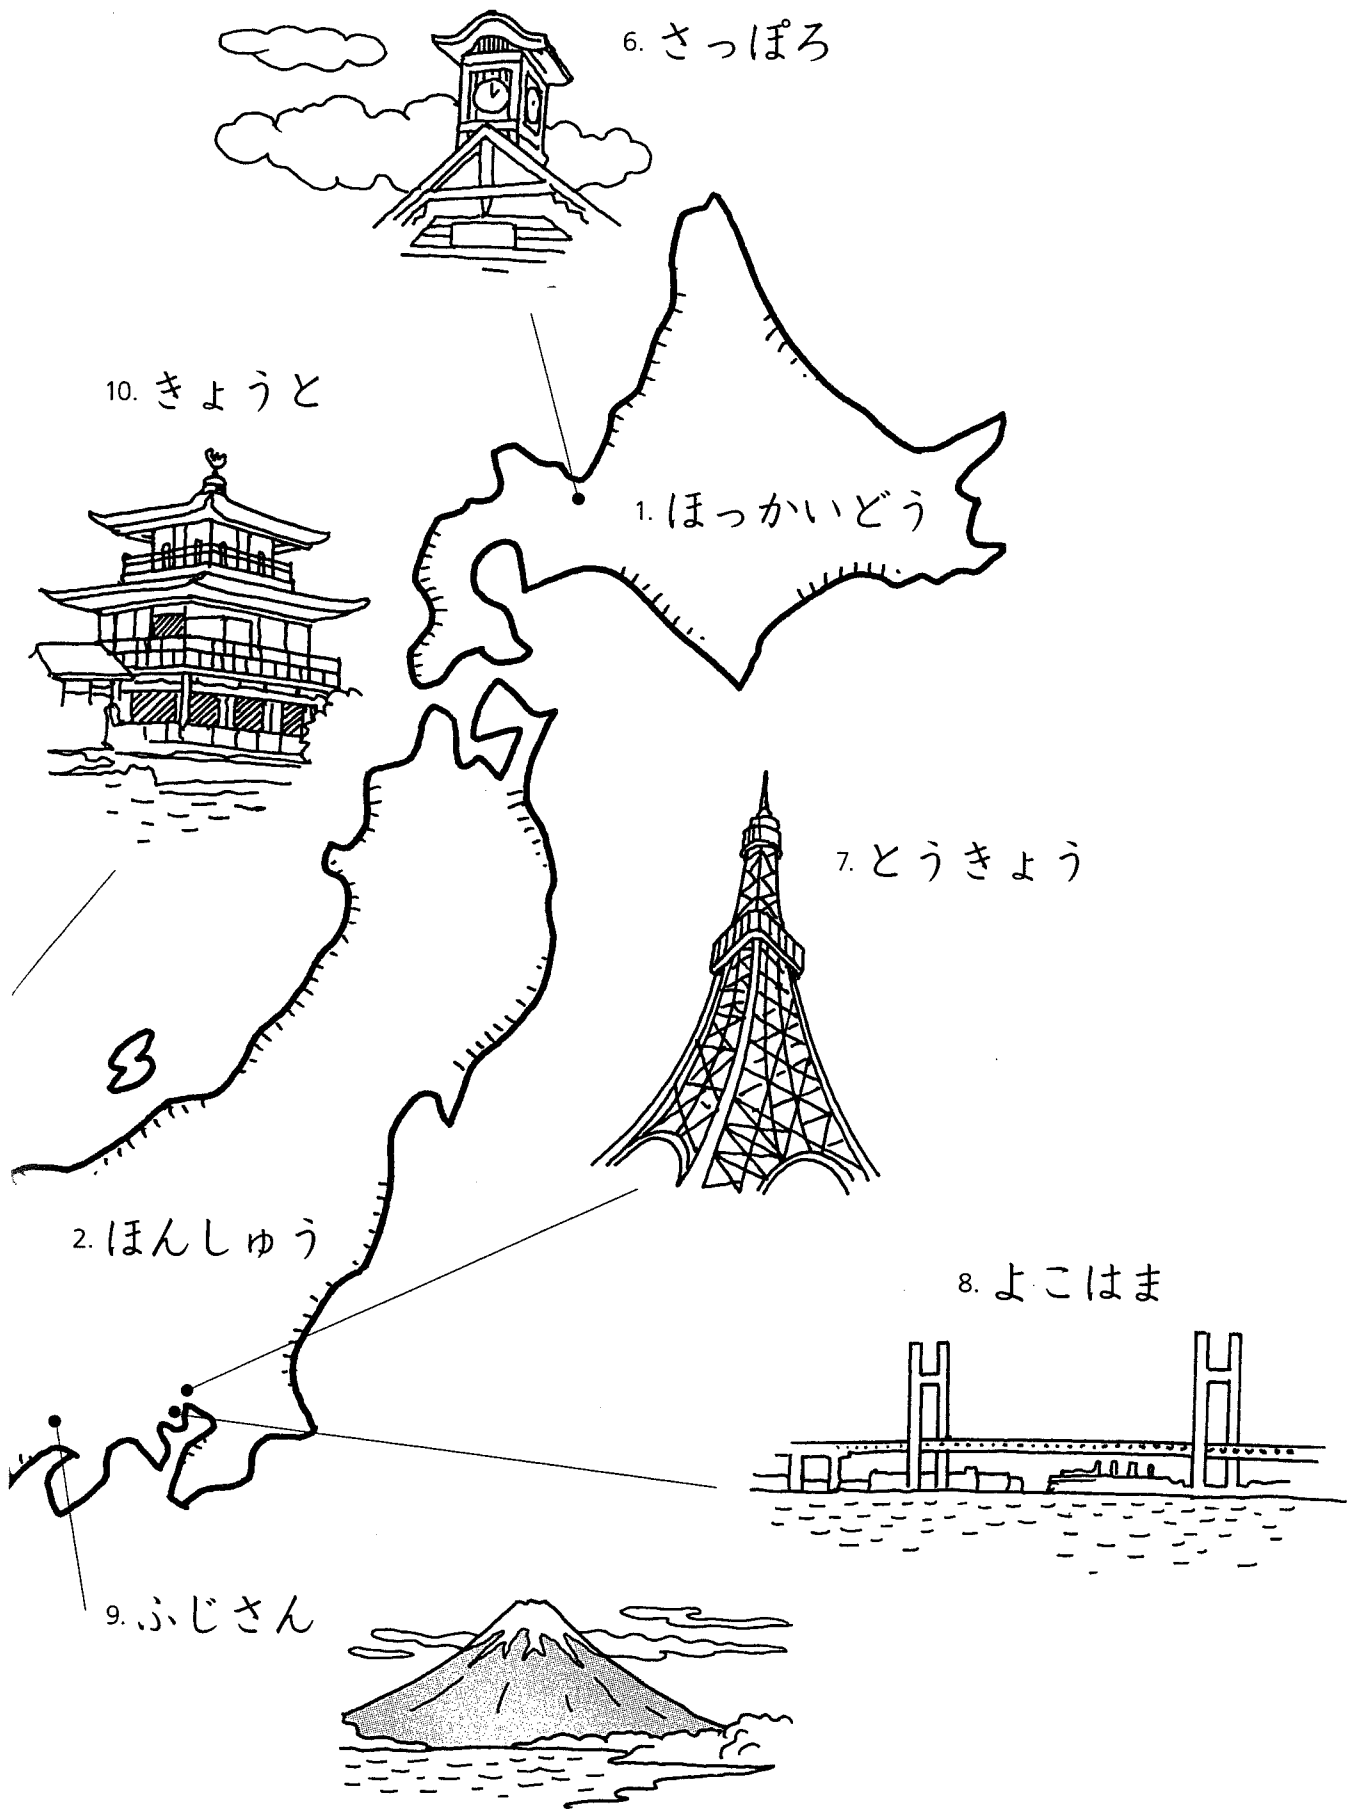 6. さっぽろ
10. きょうと
1. ほっかいどう
7. とうきょう
2. ほんしゅう
8. よこはま
9. ふじさん